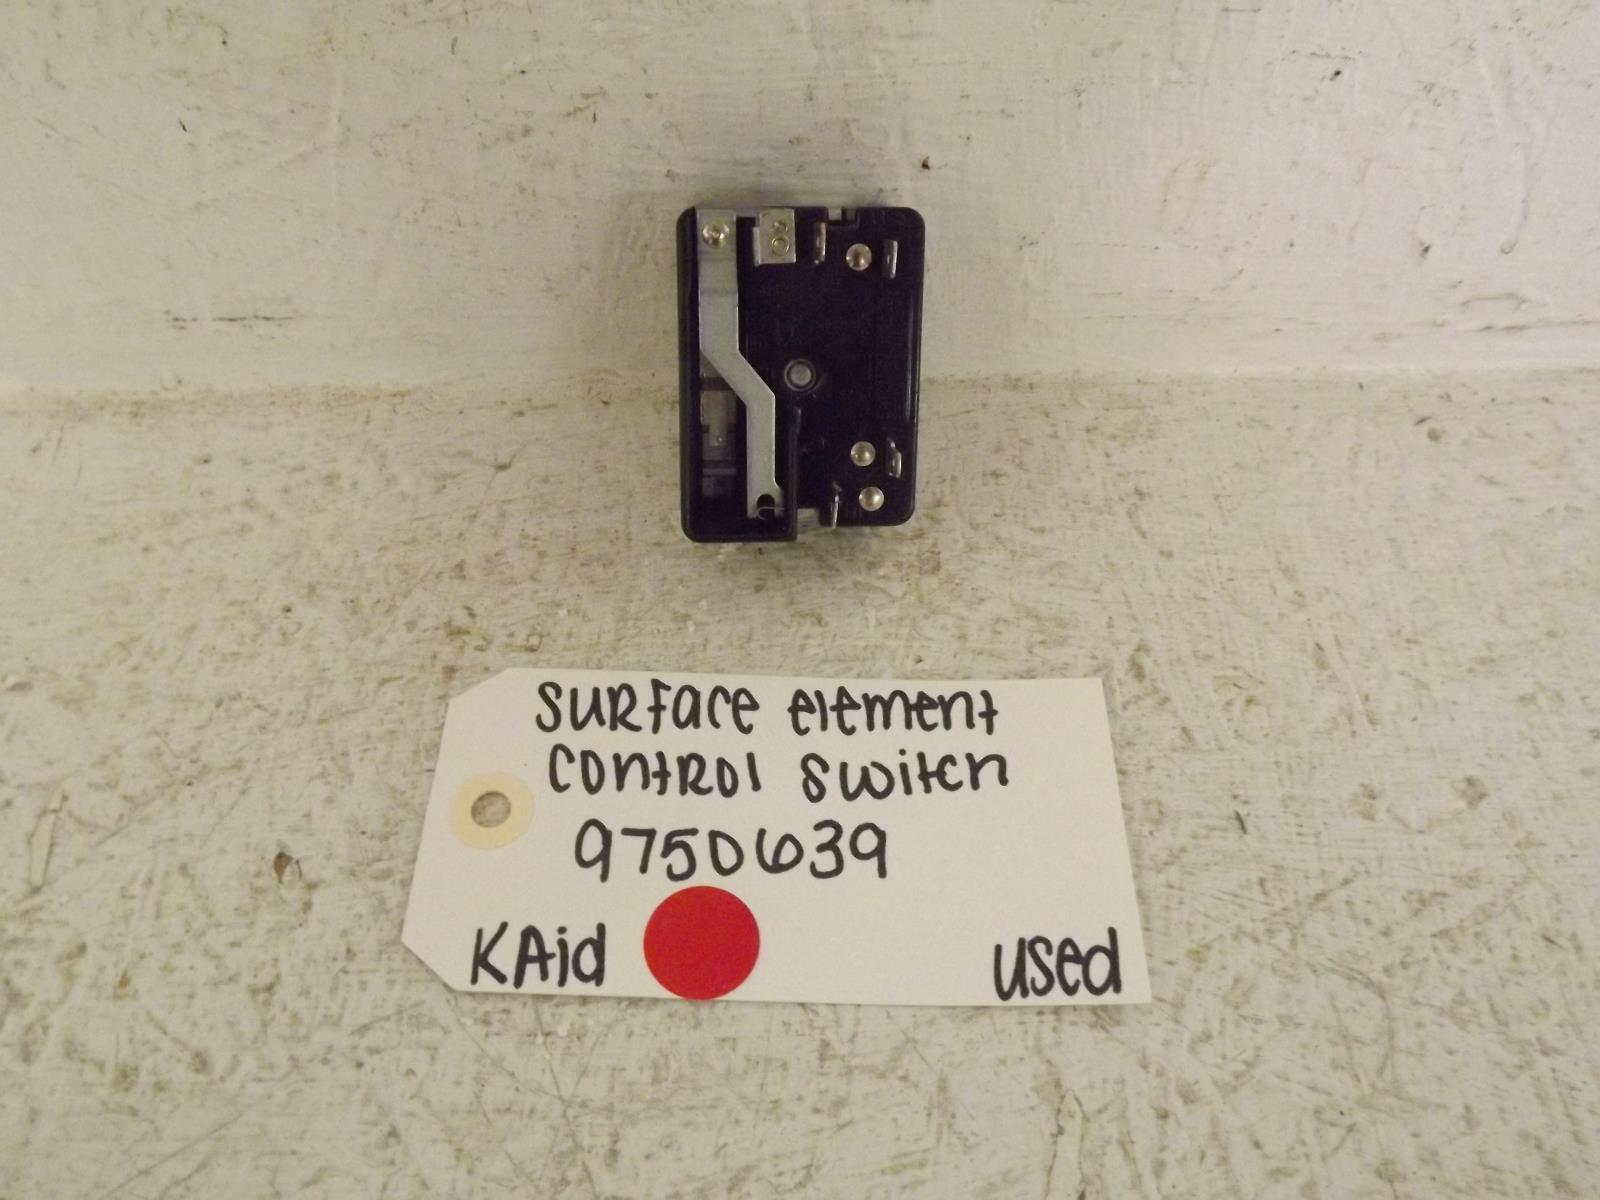 SURFACE ELEMENT
CONTROL SWITCH
9750639
KAid used